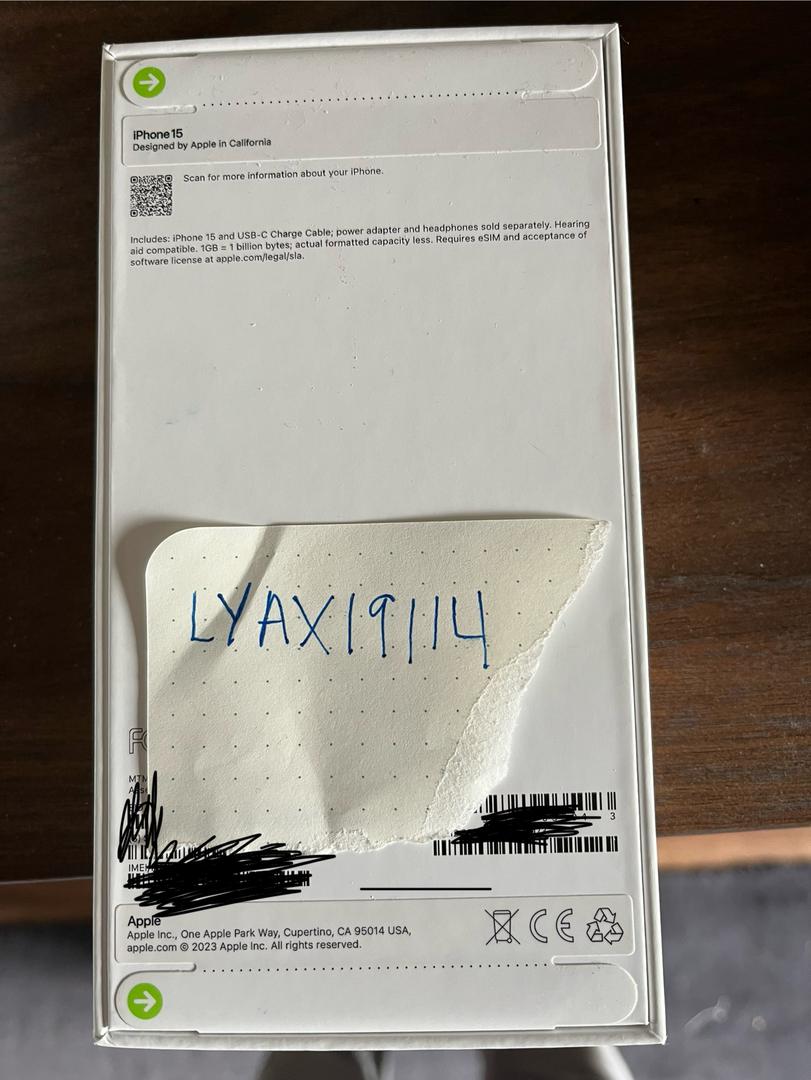 iPhone 15
Designed by Apple in California
Scan for more information about your iPhone.
Includes: iPhone 15 and USB-C Charge Cable; power adapter and headphones sold separately. Hearing
aid compatible. 1GB = 1 billion bytes; actual formatted capacity less. Requires eSIM and acceptance of
software license at apple.com/legal/sla.
LYAX19114
3
Apple
Apple Inc., One Apple Park Way, Cupertino, CA 95014 USA,
apple.com © 2023 Apple Inc. All rights reserved.
CE